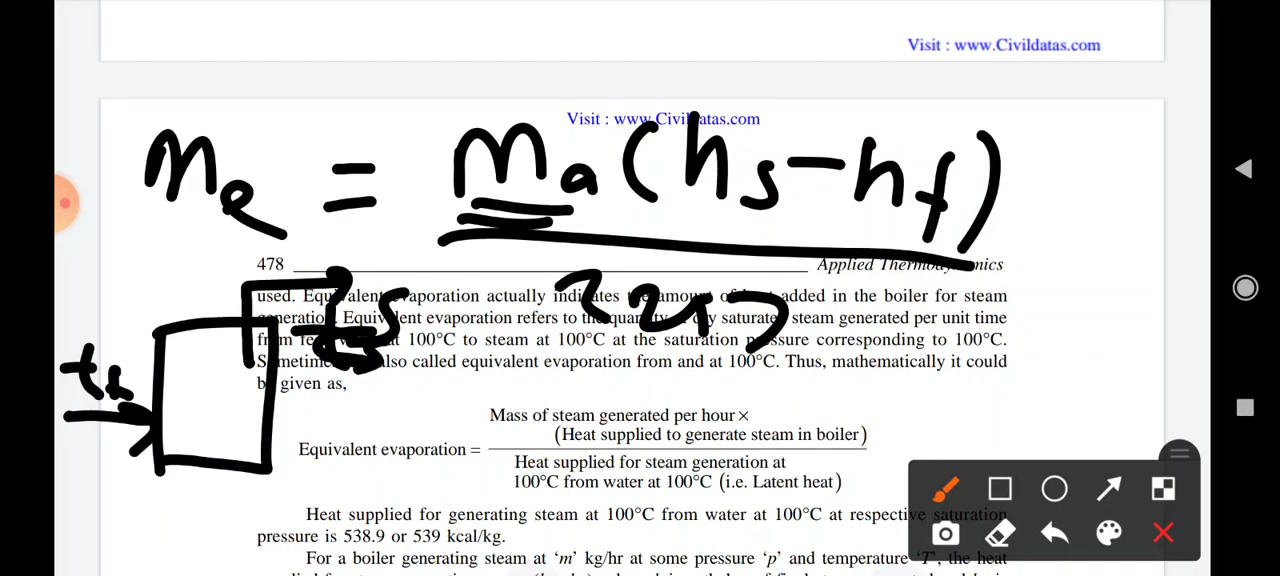 Visit : www.Civildatas.com
Visit : www.Civildatas.com
me = ma(hs-hf)
2257
478 Applied Thermodynamics
used. Equivalent evaporation actually indicates the amount of heat added in the boiler for steam
generation. Equivalent evaporation refers to the quantity of dry saturated steam generated per unit time
from feed water at 100°C to steam at 100°C at the saturation pressure corresponding to 100°C.
also called equivalent evaporation from and at 100°C. Thus, mathematically it could
be given as,
Mass of steam generated per hour ×
(Heat supplied to generate steam in boiler)
Equivalent evaporation =
Heat supplied for steam generation at
100°C from water at 100°C (i.e. Latent heat)
Heat supplied for generating steam at 100°C from water at 100°C at respective saturation
pressure is 538.9 or 539 kcal/kg.
For a boiler generating steam at ‘m’ kg/hr at some pressure ‘p’ and temperature ‘T’, the heat